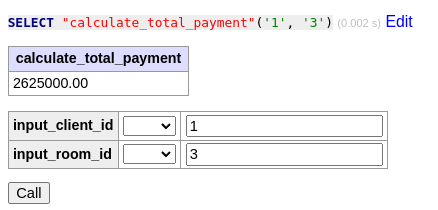 SELECT "calculate_total_payment"('1', '3') (0.002 s) Edit
calculate_total_payment
2625000.00
input_client_id 1
input_room_id 3
Call